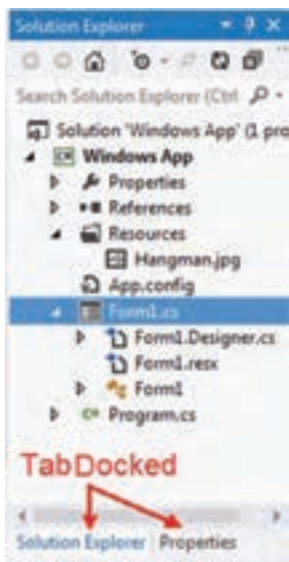 Solution Explorer
Search Solution Explorer (Ctrl
Solution 'Windows App' (1 pro
Windows App
Properties
References
Resources
Hangman.jpg
App.config
Form1.cs
Form1.Designer.cs
Form1.resx
Form1
C# Program.cs
TabDocked
Solution Explorer Properties